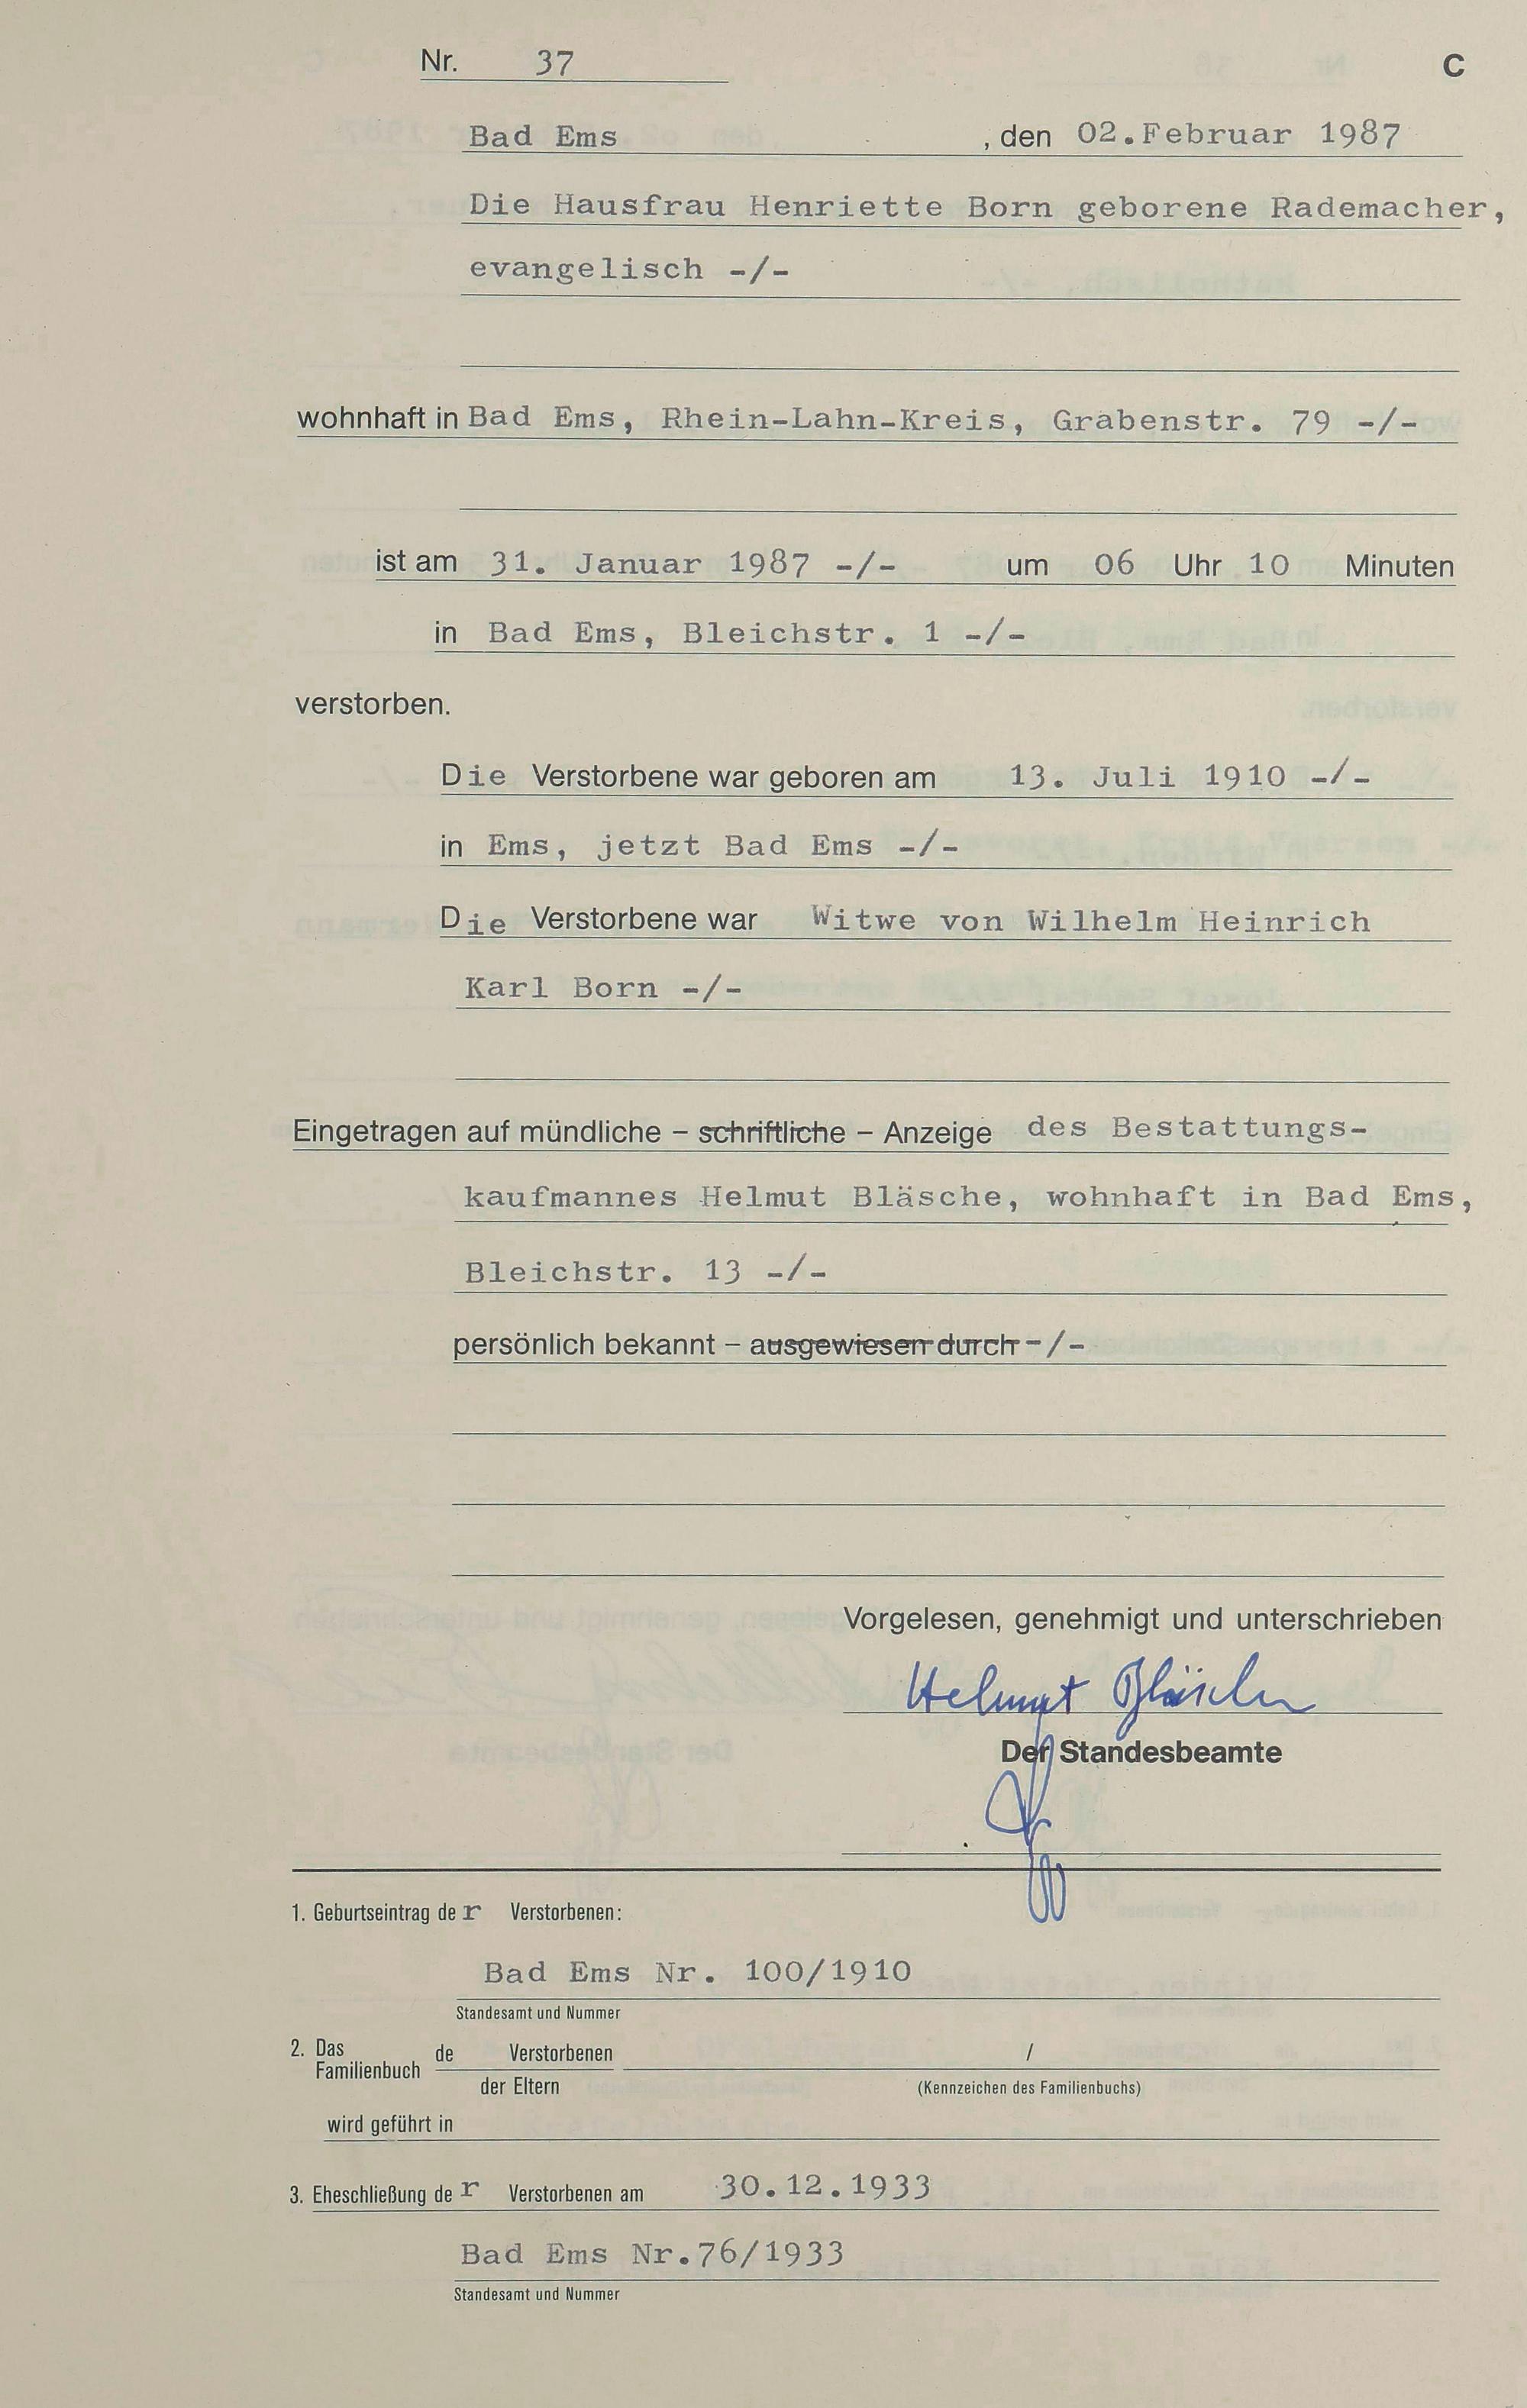 Nr. 37 C
Bad Ems , den 02.Februar 1987
Die Hausfrau Henriette Born geborene Rademacher,
evangelisch -/-
wohnhaft in Bad Ems, Rhein-Lahn-Kreis, Grabenstr. 79 -/-
ist am 31. Januar 1987 -/- um 06 Uhr 10 Minuten
in Bad Ems, Bleichstr. 1 -/-
verstorben.
Die Verstorbene war geboren am 13. Juli 1910 -/-
in Ems, jetzt Bad Ems -/-
Die Verstorbene war Witwe von Wilhelm Heinrich
Karl Born -/-
Eingetragen auf mündliche – schriftliche – Anzeige des Bestattungs-
kaufmannes Helmut Bläsche, wohnhaft in Bad Ems,
Bleichstr. 13 -/-
persönlich bekannt – ausgewiesen durch -/-
Vorgelesen, genehmigt und unterschrieben
Helmut Bläsche
Der Standesbeamte
1. Geburtseintrag der Verstorbenen:
Bad Ems Nr. 100/1910
Standesamt und Nummer
2. Das Familienbuch de Verstorbenen /
der Eltern (Kennzeichen des Familienbuchs)
wird geführt in
3. Eheschließung der Verstorbenen am 30.12.1933
Bad Ems Nr.76/1933
Standesamt und Nummer